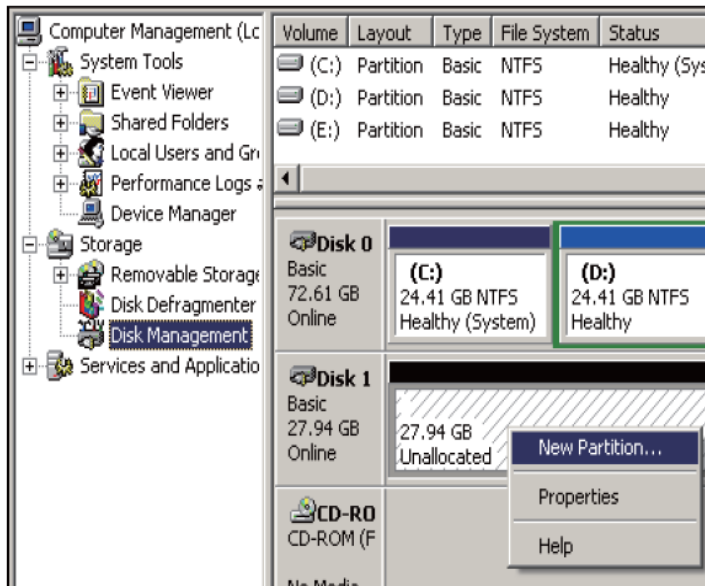 Computer Management (Lc
System Tools
Event Viewer
Shared Folders
Local Users and Gr
Performance Logs
Device Manager
Storage
Removable Storage
Disk Defragmenter
Disk Management
Services and Applicatio
Volume Layout Type File System Status
(C:) Partition Basic NTFS Healthy (Sys
(D:) Partition Basic NTFS Healthy
(E:) Partition Basic NTFS Healthy
Disk 0
Basic
72.61 GB
Online
(C:)
24.41 GB NTFS
Healthy (System)
(D:)
24.41 GB NTFS
Healthy
Disk 1
Basic
27.94 GB
Online
27.94 GB
Unallocated
New Partition...
Properties
Help
CD-RO
CD-ROM (F
No Media